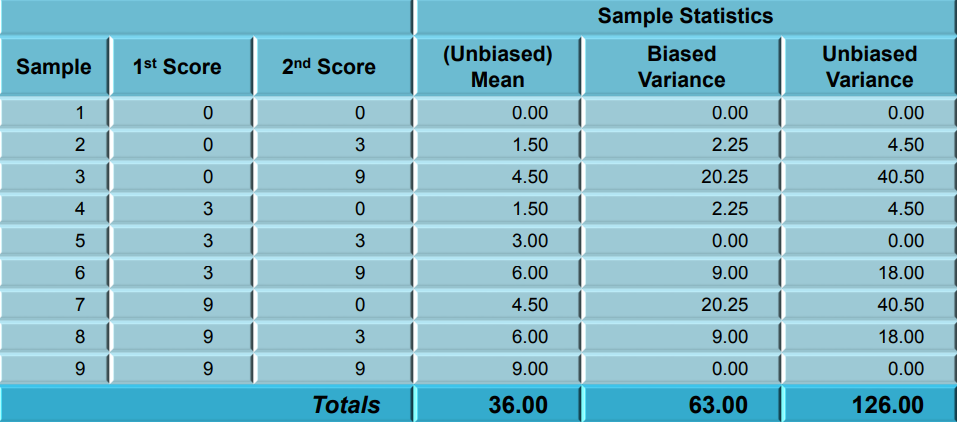 Sample Statistics
Sample 1st Score 2nd Score (Unbiased) Mean Biased Variance Unbiased Variance
1 0 0 0.00 0.00 0.00
2 0 3 1.50 2.25 4.50
3 0 9 4.50 20.25 40.50
4 3 0 1.50 2.25 4.50
5 3 3 3.00 0.00 0.00
6 3 9 6.00 9.00 18.00
7 9 0 4.50 20.25 40.50
8 9 3 6.00 9.00 18.00
9 9 9 9.00 0.00 0.00
Totals 36.00 63.00 126.00